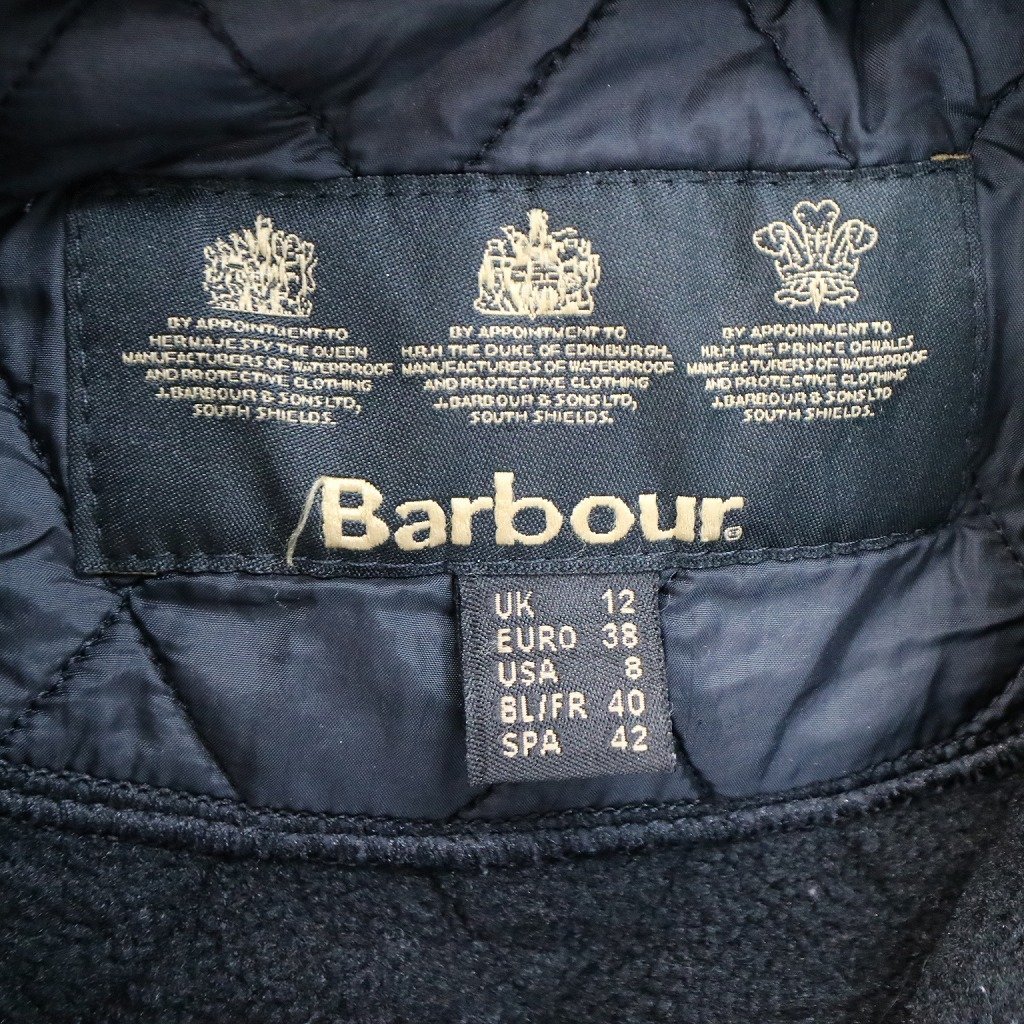 BY APPOINTMENT TO
HER MAJESTY THE QUEEN
MANUFACTURERS OF WATERPROOF
AND PROTECTIVE CLOTHING
J.BARBOUR & SONS LTD,
SOUTH SHIELDS.
BY APPOINTMENT TO
H.R.H THE DUKE OF EDINBURGH.
MANUFACTURERS OF WATERPROOF
AND PROTECTIVE CLOTHING
J.BARBOUR & SONS LTD,
SOUTH SHIELDS.
BY APPOINTMENT TO
H.R.H THE PRINCE OF WALES
MANUFACTURERS OF WATERPROOF
AND PROTECTIVE CLOTHING
J.BARBOUR & SONS LTD,
SOUTH SHIELDS.
Barbour®
UK 12
EURO 38
USA 8
BL/FR 40
SPA 42